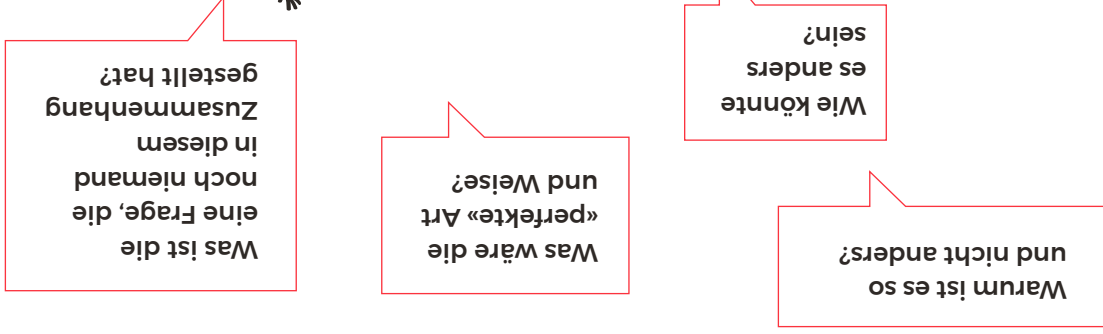 Warum ist es so
und nicht anders?
Wie könnte
es anders
sein?
Was wäre die
«perfekte» Art
und Weise?
Was ist die
eine Frage, die
noch niemand
in diesem
Zusammenhang
gestellt hat?